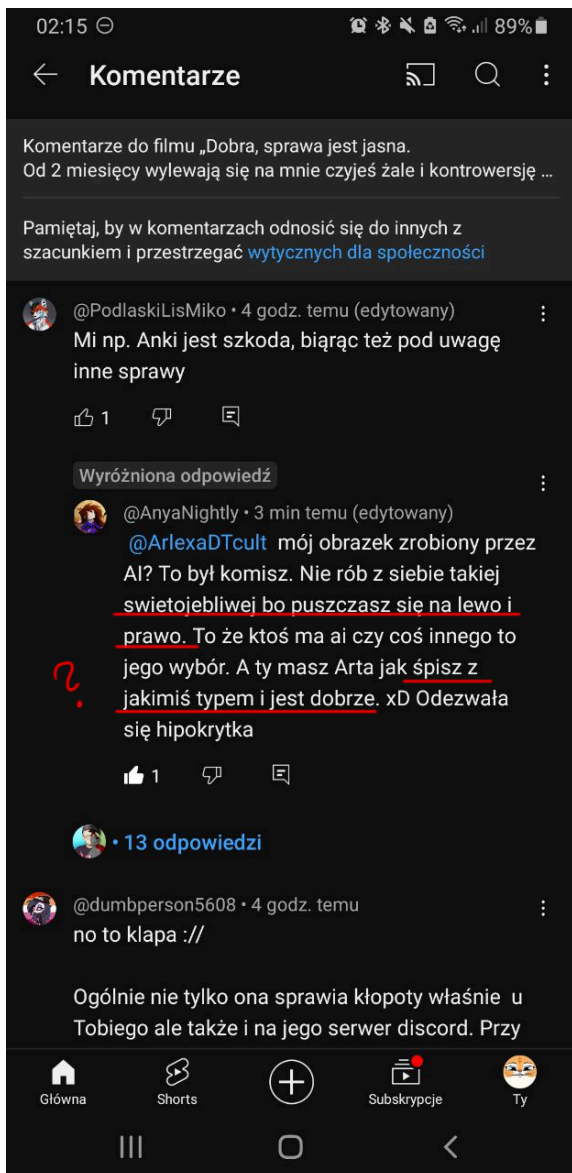 02:15
89%
Komentarze
Komentarze do filmu „Dobra, sprawa jest jasna.
Od 2 miesięcy wylewają się na mnie czyjeś żale i kontrowersję ...
Pamiętaj, by w komentarzach odnosić się do innych z
szacunkiem i przestrzegać wytycznych dla społeczności
@PodlaskiLisMiko • 4 godz. temu (edytowany)
Mi np. Anki jest szkoda, biąrąc też pod uwagę
inne sprawy
1
Wyróżniona odpowiedź
@AnyaNightly • 3 min temu (edytowany)
@ArlexaDTcult mój obrazek zrobiony przez
AI? To był komisz. Nie rób z siebie takiej
swietojebliwej bo puszczasz się na lewo i
prawo. To że ktoś ma ai czy coś innego to
jego wybór. A ty masz Arta jak śpisz z
jakimiś typem i jest dobrze. xD Odezwała
się hipokrytka
?
1
• 13 odpowiedzi
@dumbperson5608 • 4 godz. temu
no to klapa ://
Ogólnie nie tylko ona sprawia kłopoty właśnie u
Tobiego ale także i na jego serwer discord. Przy
Główna
Shorts
Subskrypcje
Ty